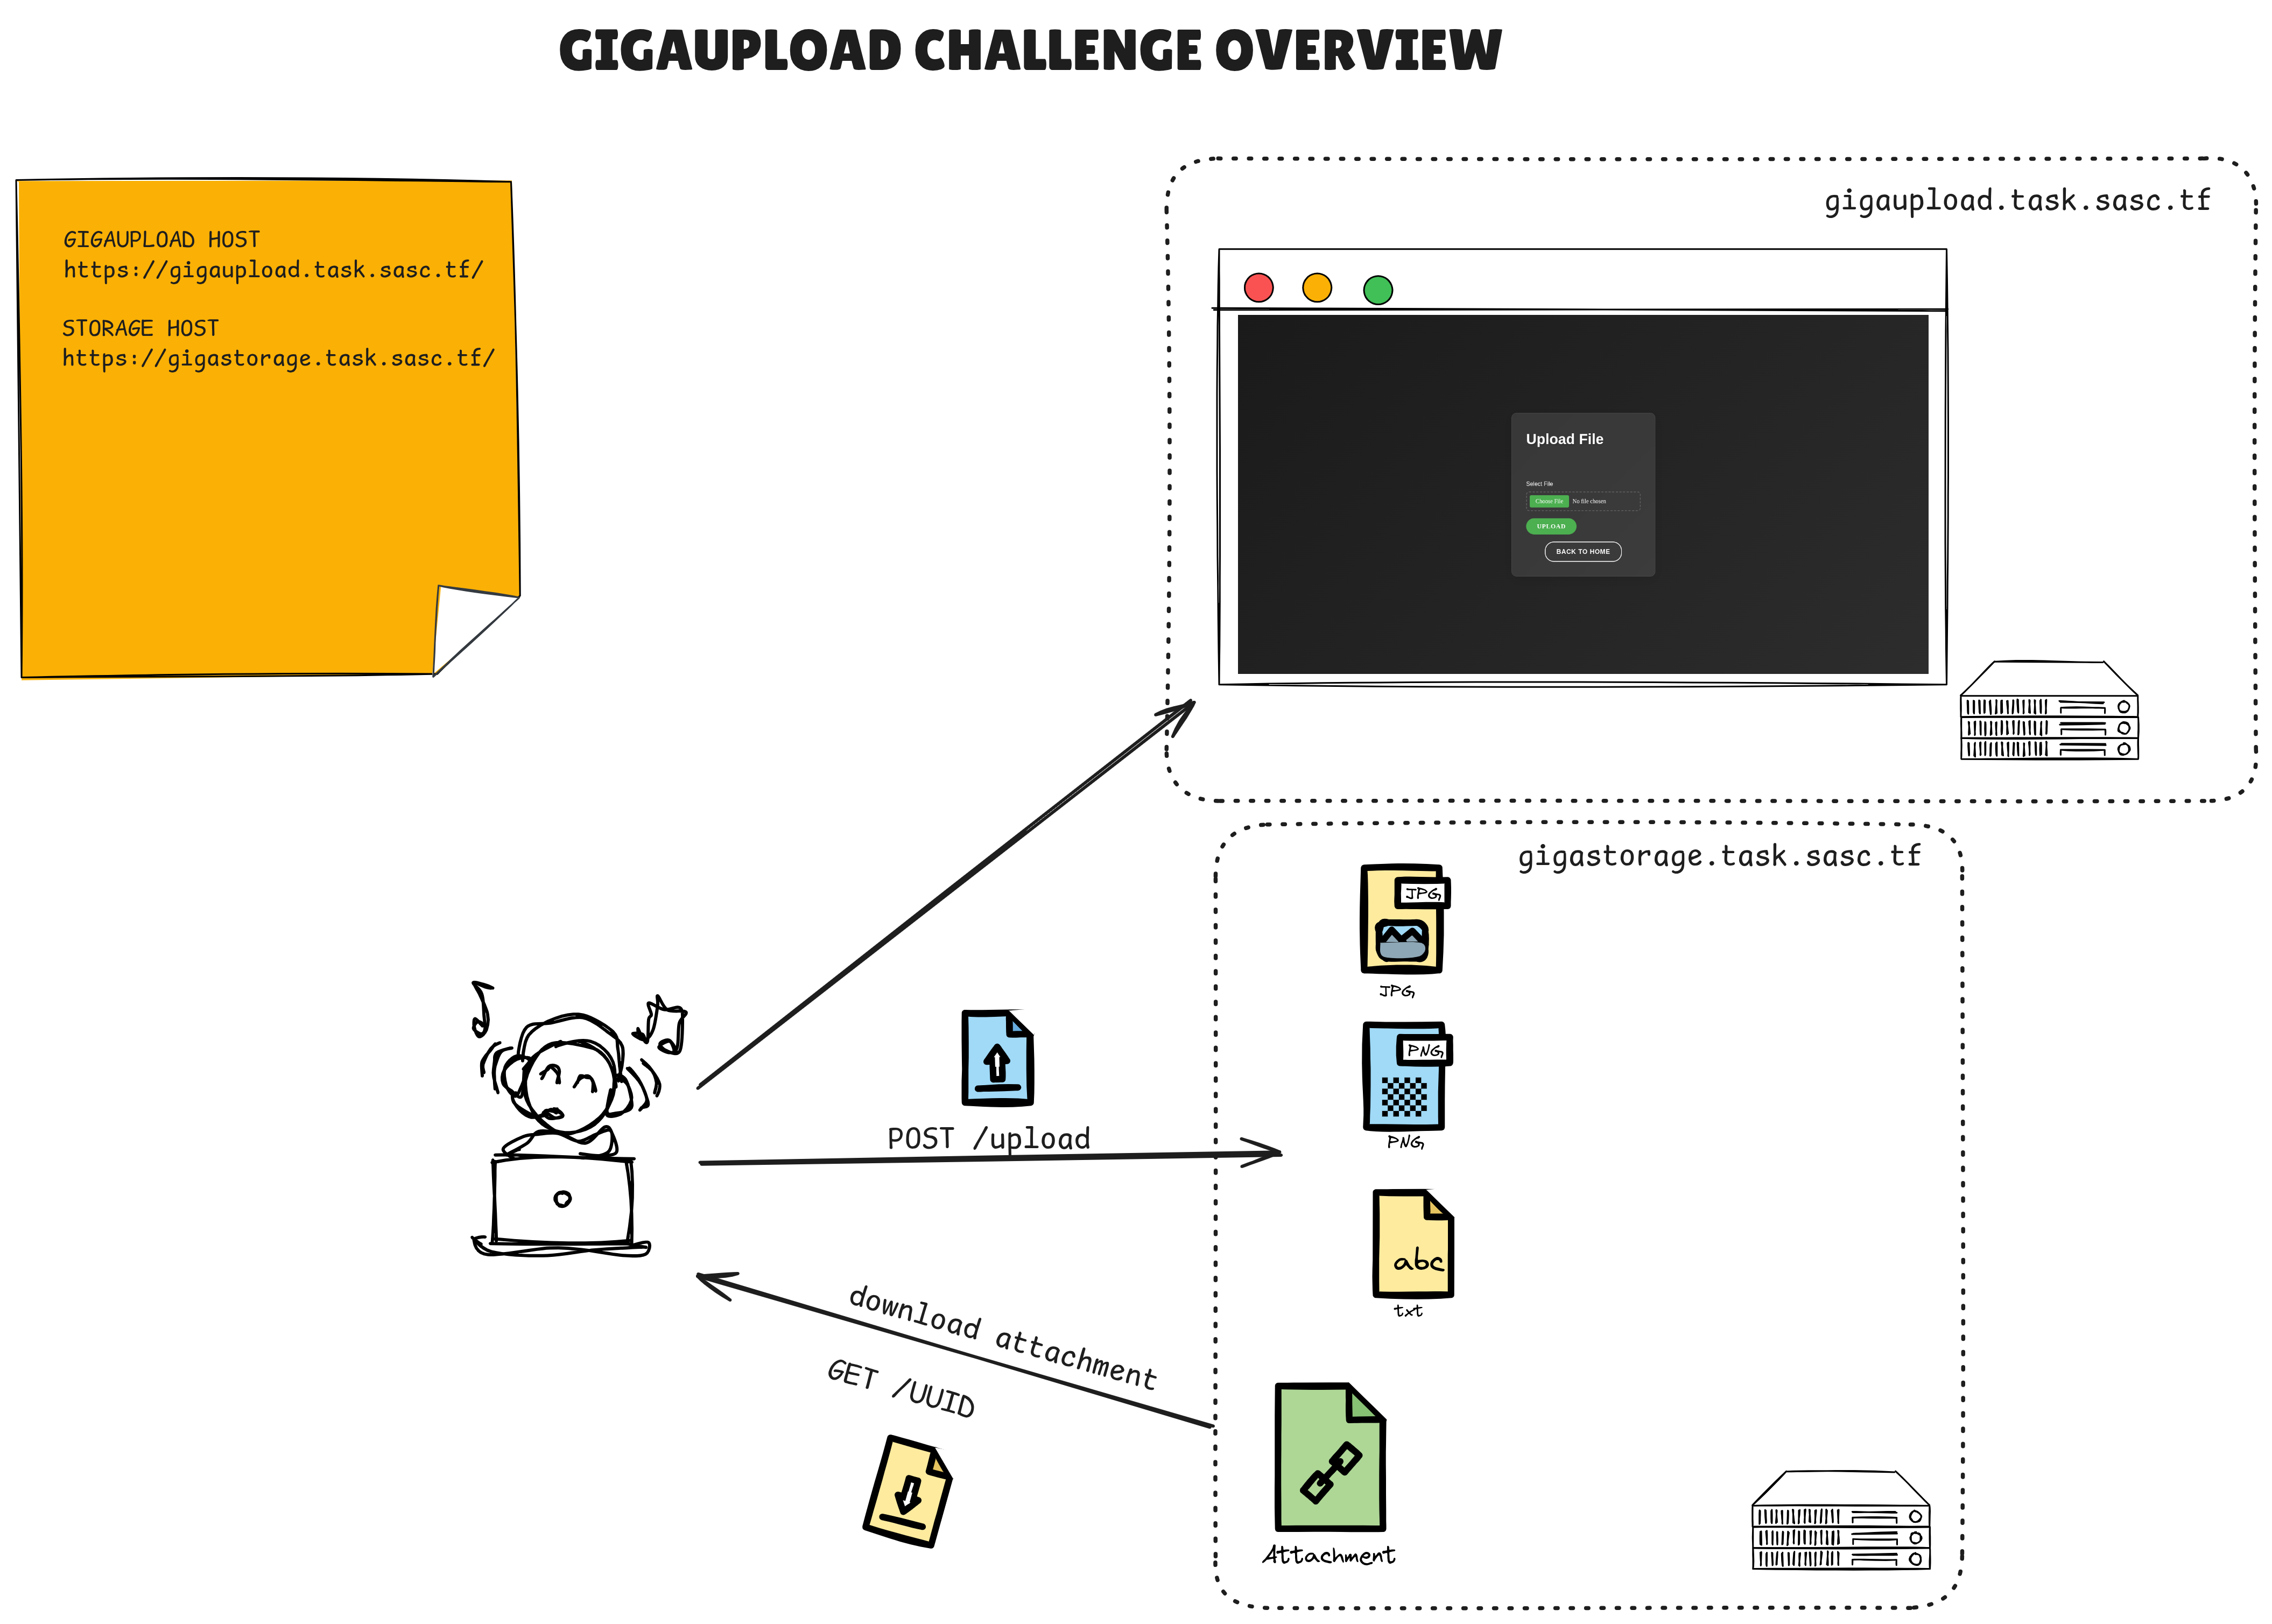 GIGAUPLOAD CHALLENGE OVERVIEW
GIGAUPLOAD HOST
https://gigaupload.task.sasc.tf/
STORAGE HOST
https://gigastorage.task.sasc.tf/
gigaupload.task.sasc.tf
Upload File
Select File
Choose File No file chosen
UPLOAD
BACK TO HOME
gigastorage.task.sasc.tf
JPG
JPG
PNG
PNG
abc
txt
Attachment
POST /upload
download attachment
GET /UUID